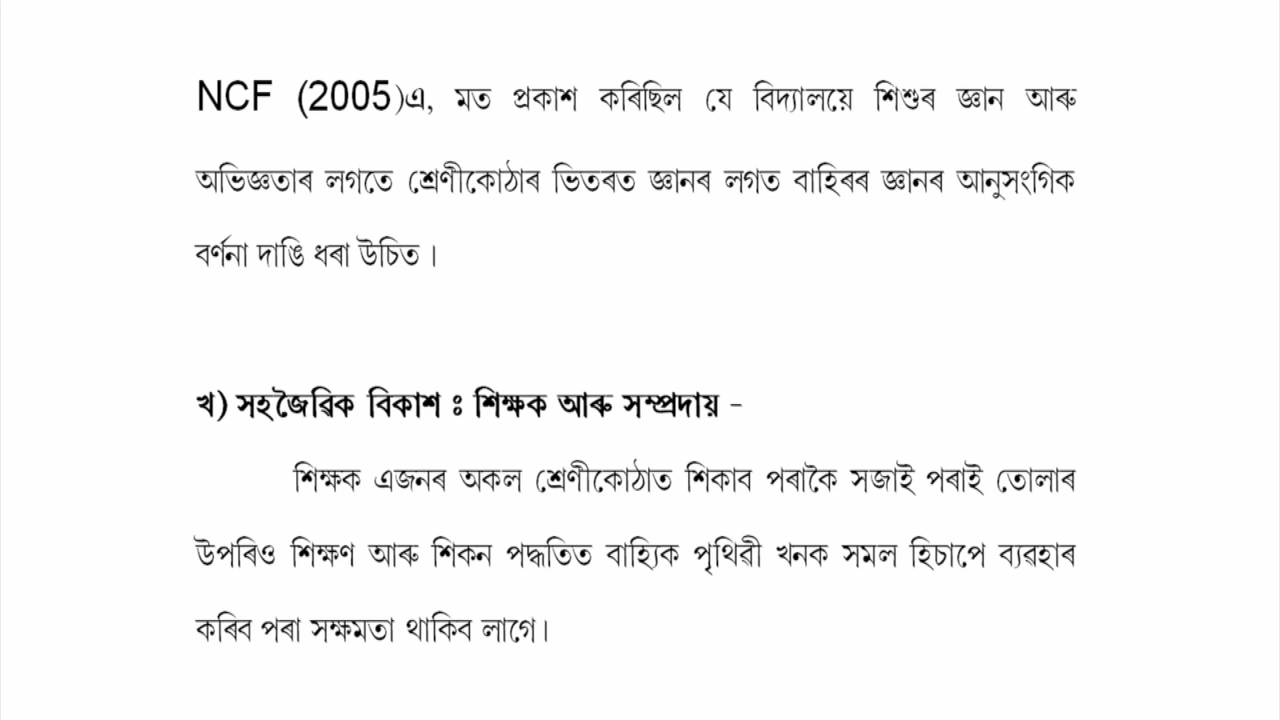 NCF (2005)এ, মত প্ৰকাশ কৰিছিল যে বিদ্যালয়ে শিশুৰ জ্ঞান আৰু
অভিজ্ঞতাৰ লগতে শ্ৰেণীকোঠাৰ ভিতৰত জ্ঞানৰ লগত বাহিৰৰ জ্ঞানৰ আনুসংগিক
বৰ্ণনা দাঙি ধৰা উচিত।
খ) সহজৈৱিক বিকাশ ঃ শিক্ষক আৰু সম্প্ৰদায় -
শিক্ষক এজনৰ অকল শ্ৰেণীকোঠাত শিকাব পৰাকৈ সজাই পৰাই তোলাৰ
উপৰিও শিক্ষণ আৰু শিকন পদ্ধতিত বাহ্যিক পৃথিৱী খনক সমল হিচাপে ব্যৱহাৰ
কৰিব পৰা সক্ষমতা থাকিব লাগে।